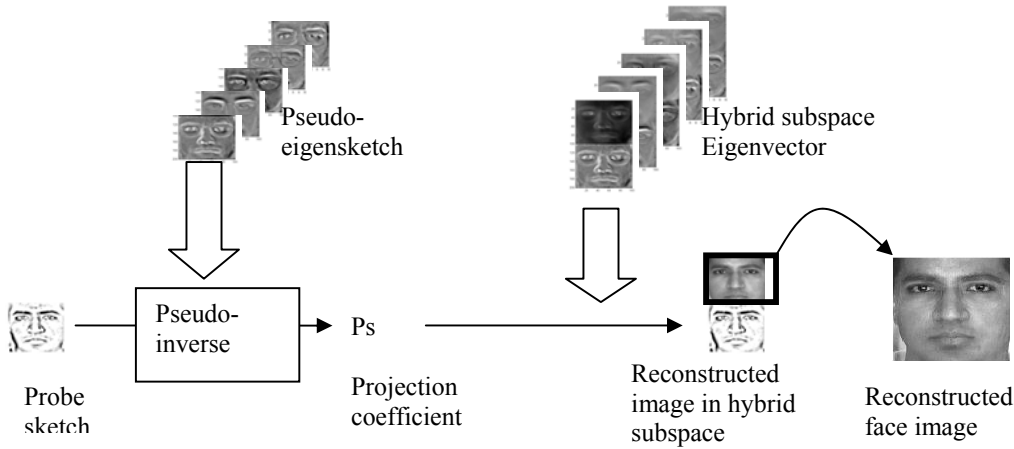 Pseudo-
eigensketch
Hybrid subspace
Eigenvector
Pseudo-
inverse
Ps
Probe
sketch
Projection
coefficient
Reconstructed
image in hybrid
subspace
Reconstructed
face image